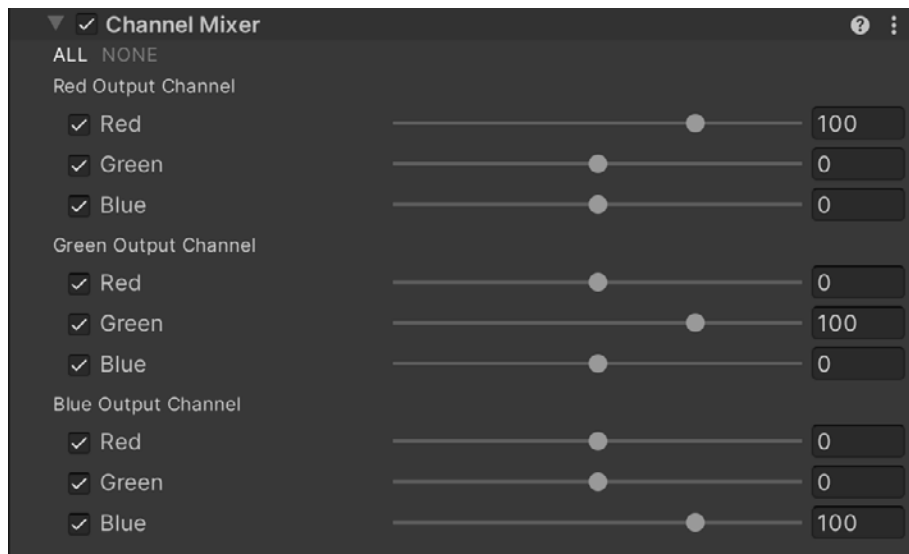 Channel Mixer
ALL NONE
Red Output Channel
Red 100
Green 0
Blue 0
Green Output Channel
Red 0
Green 100
Blue 0
Blue Output Channel
Red 0
Green 0
Blue 100